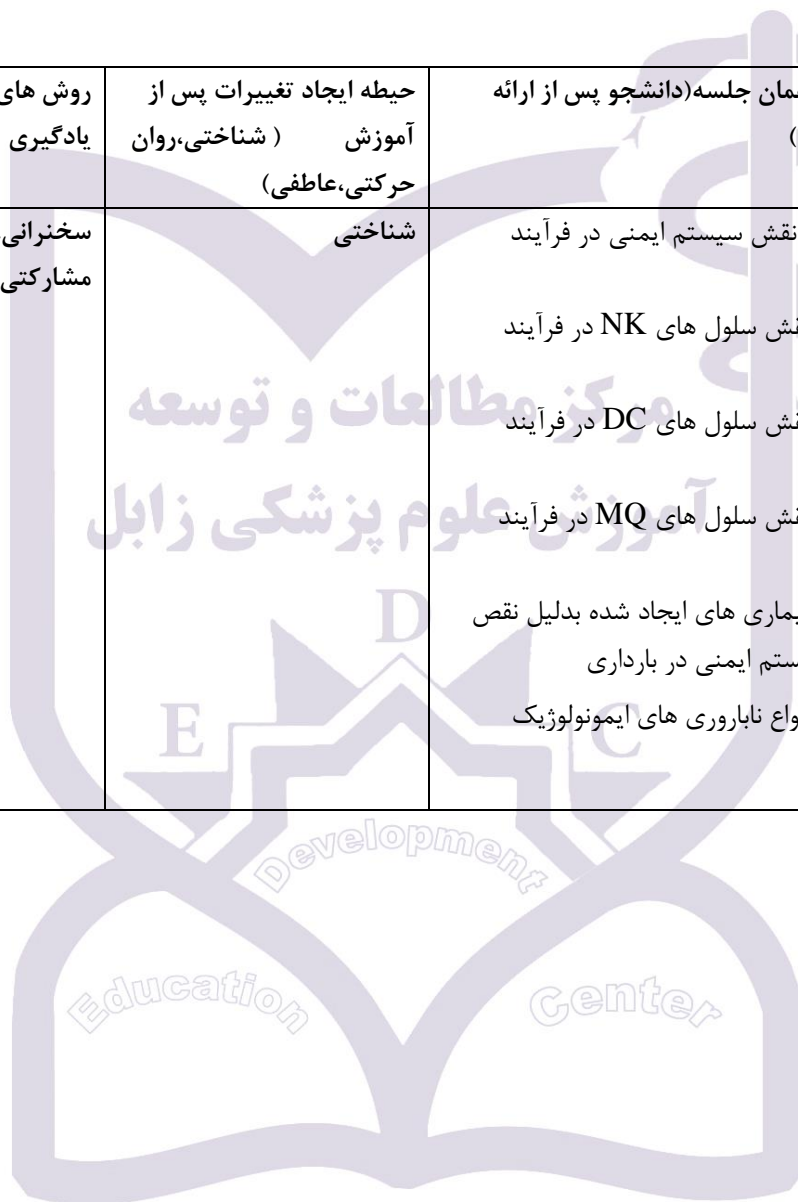 مان جلسه(دانشجو پس از ارائه
)
حیطه ایجاد تغییرات پس از
آموزش ( شناختی،روان
حرکتی،عاطفی)
روش های
یادگیری
نقش سیستم ایمنی در فرآیند
نقش سلول های NK در فرآیند
نقش سلول های DC در فرآیند
نقش سلول های MQ در فرآیند
یماری های ایجاد شده بدلیل نقص
ستم ایمنی در بارداری
واع ناباروری های ایمونولوژیک
شناختی
سخنرانی
مشارکتی
مرکز مطالعات و توسعه
آموزش علوم پزشکی زابل
D
E C
Development
Education Center